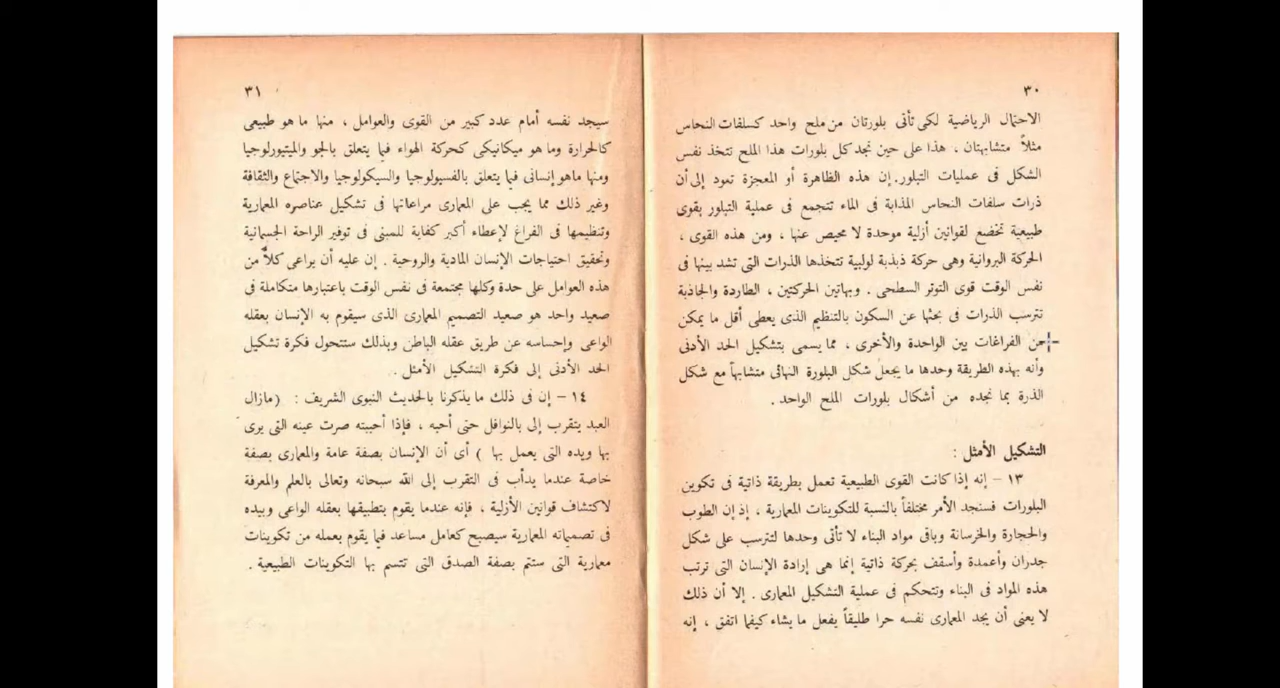 ٣٠
الاحتمال الرياضية لكى تأتى بلورتان من ملح واحد كسلفات النحاس
مثلاً متشابهتان ، هذا على حين نجد كل بلورات هذا الملح تتخذ نفس
الشكل فى عمليات التبلور. إن هذه الظاهرة أو المعجزة تعود إلى أن
ذرات سلفات النحاس المذابة فى الماء تتجمع فى عملية التبلور بقوى
طبيعية تخضع لقوانين أزلية موحدة لا محيص عنها ، ومن هذه القوى ،
الحركة البروانية وهى حركة ذبذبة لولبية تتخذها الذرات التى تشد بينها فى
نفس الوقت قوى التوتر السطحى . وبهاتين الحركتين ، الطاردة والجاذبة
تترسب الذرات فى بحثها عن السكون بالتنظيم الذى يعطى أقل ما يمكن
من الفراغات بين الواحدة والأخرى ، مما يسمى بتشكيل الحد الأدنى
وأنه بهذه الطريقة وحدها ما يجعل شكل البلورة النهائى متشابهاً مع شكل
الذرة بما نجده من أشكال بلورات الملح الواحد .
التشكيل الأمثل :
١٣ – إنه إذا كانت القوى الطبيعية تعمل بطريقة ذاتية فى تكوين
البلورات فسنجد الأمر مختلفاً بالنسبة للتكوينات المعمارية ، إذ إن الطوب
والحجارة والخرسانة وباقى مواد البناء لا تأتى وحدها لتترسب على شكل
جدران وأعمدة وأسقف بحركة ذاتية إنما هى إرادة الإنسان التى ترتب
هذه المواد فى البناء وتتحكم فى عملية التشكيل المعمارى . إلا أن ذلك
لا يعنى أن يجد المعمارى نفسه حرا طليقاً يفعل ما يشاء كيفما اتفق ، إنه
٣١
سيجد نفسه أمام عدد كبير من القوى والعوامل ، منها ما هو طبيعى
كالحرارة وما هو ميكانيكى كحركة الهواء فيما يتعلق بالجو والميتيورولوجيا
ومنها ماهو إنسانى فيما يتعلق بالفسيولوجيا والسيكولوجيا والاجتماع والثقافة
وغير ذلك مما يجب على المعمارى مراعاتها فى تشكيل عناصره المعمارية
وتنظيمها فى الفراغ لإعطاء أكبر كفاية للمبنى فى توفير الراحة الجسمانية
وتحقيق احتياجات الإنسان المادية والروحية . إن عليه أن يراعى كلاً من
هذه العوامل على حدة وكلها مجتمعة فى نفس الوقت باعتبارها متكاملة فى
صعيد واحد هو صعيد التصميم المعمارى الذى سيقوم به الإنسان بعقله
الواعى وإحساسه عن طريق عقله الباطن وبذلك ستتحول فكرة تشكيل
الحد الأدنى إلى فكرة التشكيل الأمثل .
١٤ – إن فى ذلك ما يذكرنا بالحديث النبوى الشريف : (مازال
العبد يتقرب إلى بالنوافل حتى أحبه ، فإذا أحببته صرت عينه التى يرى
بها ويده التى يعمل بها ) أى أن الإنسان بصفة عامة والمعمارى بصفة
خاصة عندما يدأب فى التقرب إلى الله سبحانه وتعالى بالعلم والمعرفة
لاكتشاف قوانين الأزلية ، فإنه عندما يقوم بتطبيقها بعقله الواعى وبيده
فى تصميماته المعمارية سيصبح كعامل مساعد فيما يقوم بعمله من تكوينات
معمارية التى ستتم بصفة الصدق التى تتسم بها التكوينات الطبيعية .